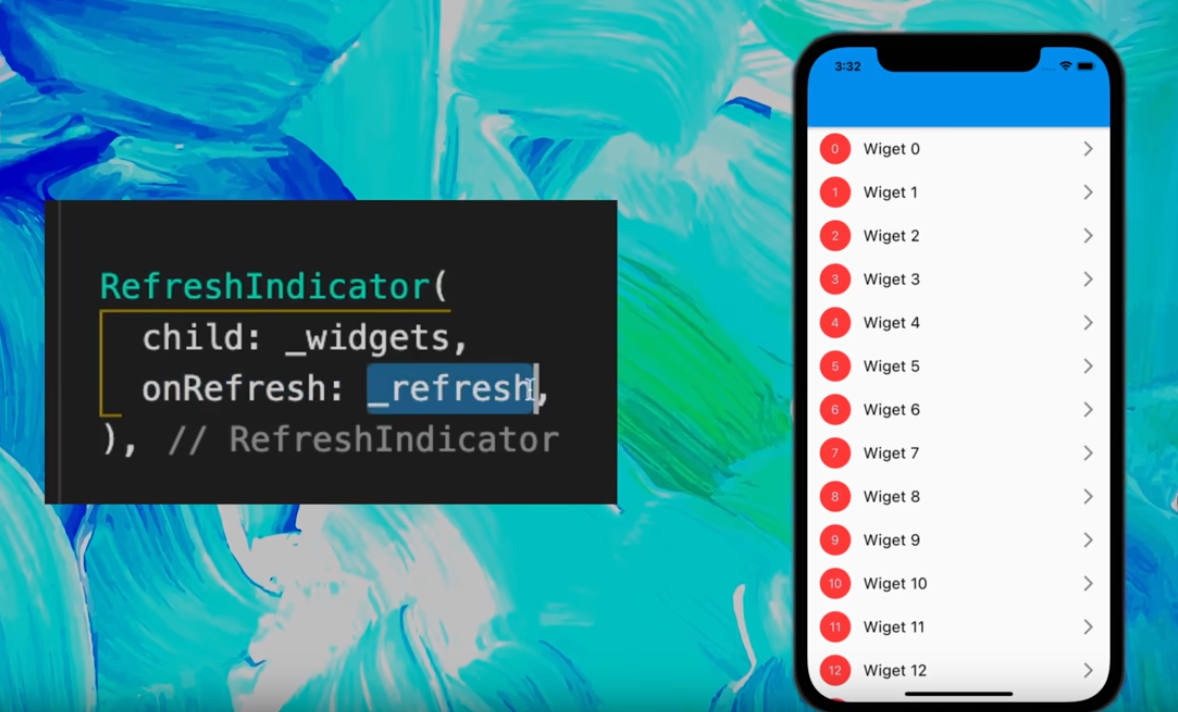 RefreshIndicator(
child: _widgets,
onRefresh: _refresh,
), // RefreshIndicator
3:32
0 Wiget 0
1 Wiget 1
2 Wiget 2
3 Wiget 3
4 Wiget 4
5 Wiget 5
6 Wiget 6
7 Wiget 7
8 Wiget 8
9 Wiget 9
10 Wiget 10
11 Wiget 11
12 Wiget 12